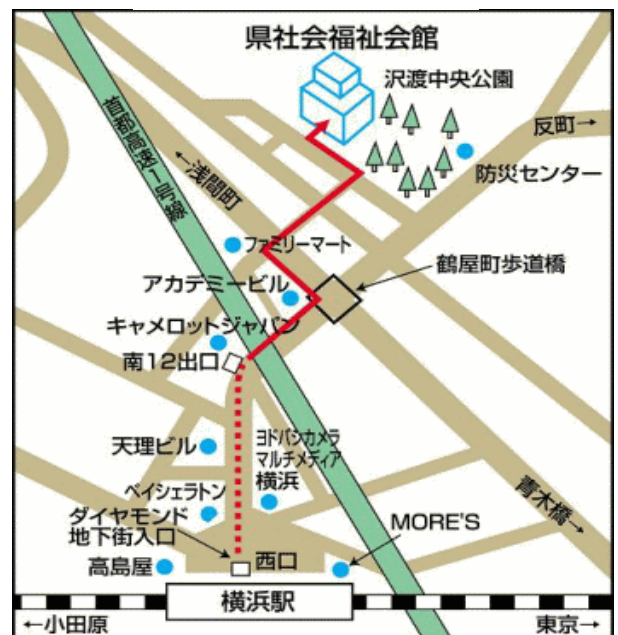 県社会福祉会館
沢渡中央公園
反町→
首都高速1号線
←浅間町
防災センター
ファミリーマート
鶴屋町歩道橋
アカデミービル
キャメロットジャパン
南12出口
天理ビル
ヨドバシカメラ
マルチメディア
横浜
ベイシェラトン
ダイヤモンド
地下街入口
MORE'S
青木橋→
高島屋
西口
横浜駅
←小田原
東京→